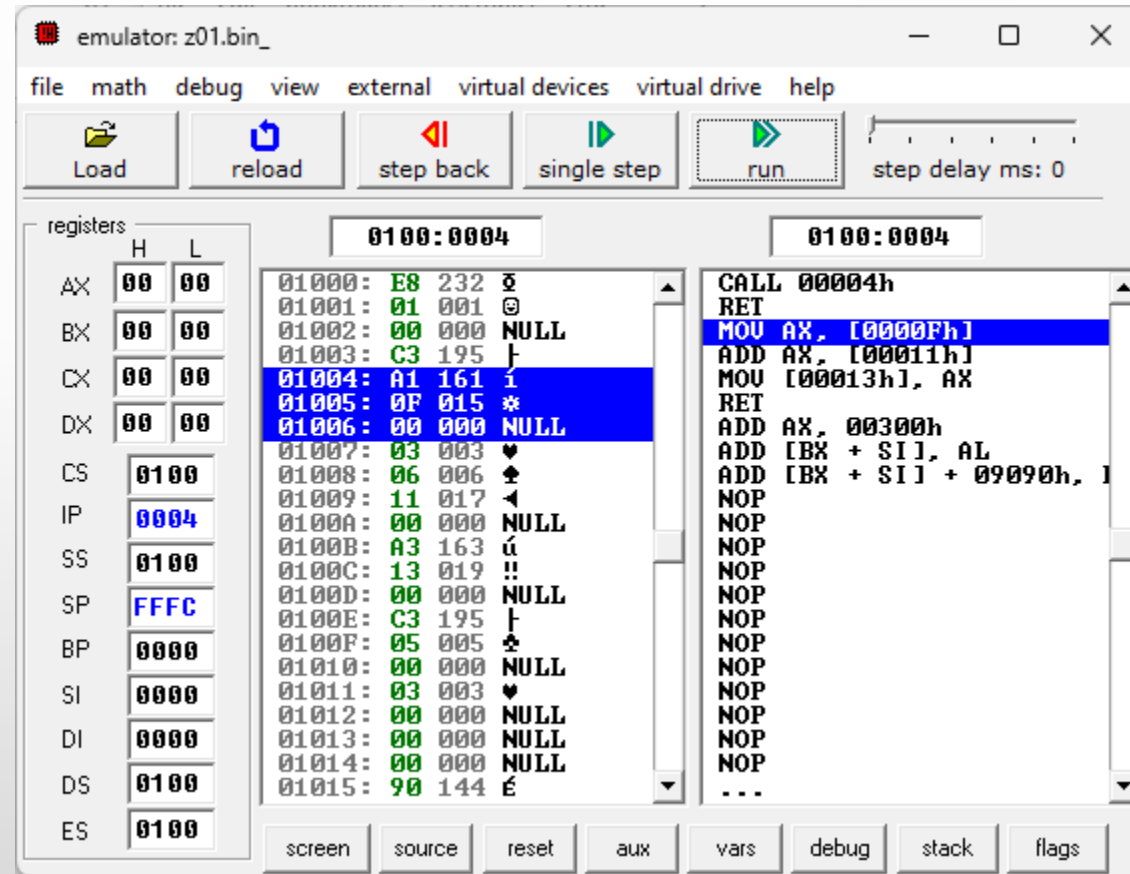 emulator: z01.bin_
file math debug view external virtual devices virtual drive help
Load reload step back single step run step delay ms: 0
registers
H L
AX 00 00
BX 00 00
CX 00 00
DX 00 00
CS 0100
IP 0004
SS 0100
SP FFFC
BP 0000
SI 0000
DI 0000
DS 0100
ES 0100
0100:0004
01000: E8 232 Φ
01001: 01 001 ☺
01002: 00 000 NULL
01003: C3 195 ├
01004: A1 161 í
01005: 0F 015 ☼
01006: 00 000 NULL
01007: 03 003 ♥
01008: 06 006 ♠
01009: 11 017 ◄
0100A: 00 000 NULL
0100B: A3 163 ú
0100C: 13 019 ‼
0100D: 00 000 NULL
0100E: C3 195 ├
0100F: 05 005 ♣
01010: 00 000 NULL
01011: 03 003 ♥
01012: 00 000 NULL
01013: 00 000 NULL
01014: 00 000 NULL
01015: 90 144 É
0100:0004
CALL 00004h
RET
MOV AX, [0000Fh]
ADD AX, [00011h]
MOV [00013h], AX
RET
ADD AX, 00300h
ADD [BX + SI], AL
ADD [BX + SI] + 09090h,
NOP
NOP
NOP
NOP
NOP
NOP
NOP
NOP
NOP
NOP
NOP
NOP
...
screen source reset aux vars debug stack flags